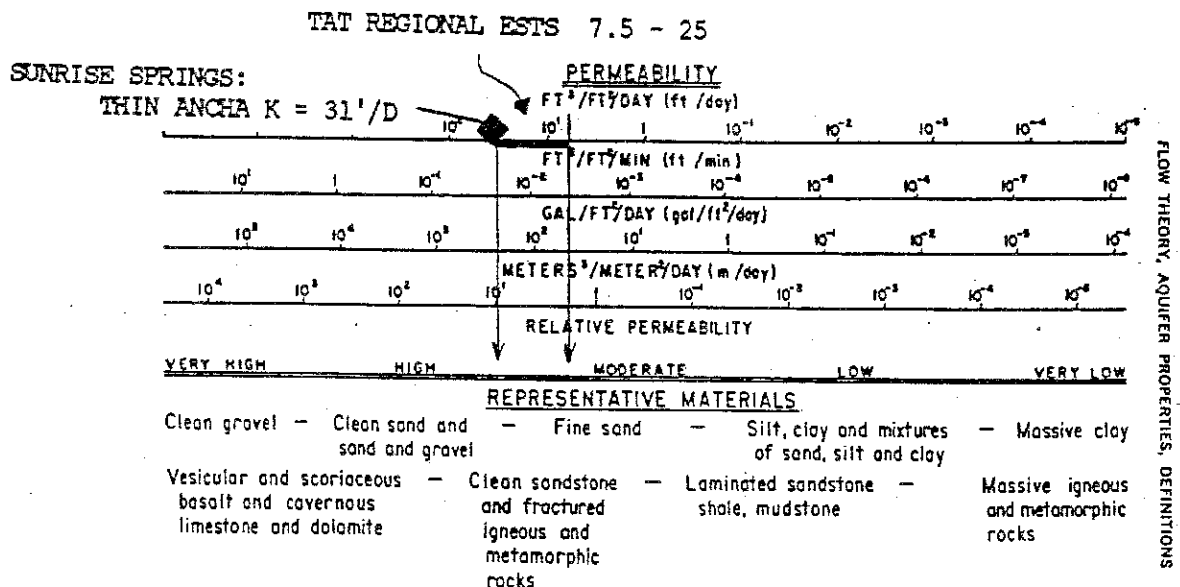 TAT REGIONAL ESTS 7.5 - 25
SUNRISE SPRINGS:
THIN ANCHA K = 31'/D
PERMEABILITY
FT³/FT²/DAY (ft /day)
10² 10¹ 1 10⁻¹ 10⁻² 10⁻³ 10⁻⁴ 10⁻⁵
FT³/FT²/MIN (ft /min)
10¹ 1 10⁻¹ 10⁻² 10⁻³ 10⁻⁴ 10⁻⁵ 10⁻⁶ 10⁻⁷ 10⁻⁸
GAL/FT²/DAY (gal/ft²/day)
10⁵ 10⁴ 10³ 10² 10¹ 1 10⁻¹ 10⁻² 10⁻³ 10⁻⁴
METERS³/METER²/DAY (m /day)
10⁴ 10³ 10² 10¹ 1 10⁻¹ 10⁻² 10⁻³ 10⁻⁴ 10⁻⁵
RELATIVE PERMEABILITY
VERY HIGH HIGH MODERATE LOW VERY LOW
REPRESENTATIVE MATERIALS
Clean gravel — Clean sand and — Fine sand — Silt, clay and mixtures — Massive clay
sand and gravel of sand, silt and clay
Vesicular and scoriaceous — Clean sandstone — Laminated sandstone — Massive igneous
basalt and cavernous and fractured shale, mudstone and metamorphic
limestone and dolomite igneous and rocks
metamorphic
rocks
FLOW THEORY, AQUIFER PROPERTIES, DEFINITIONS